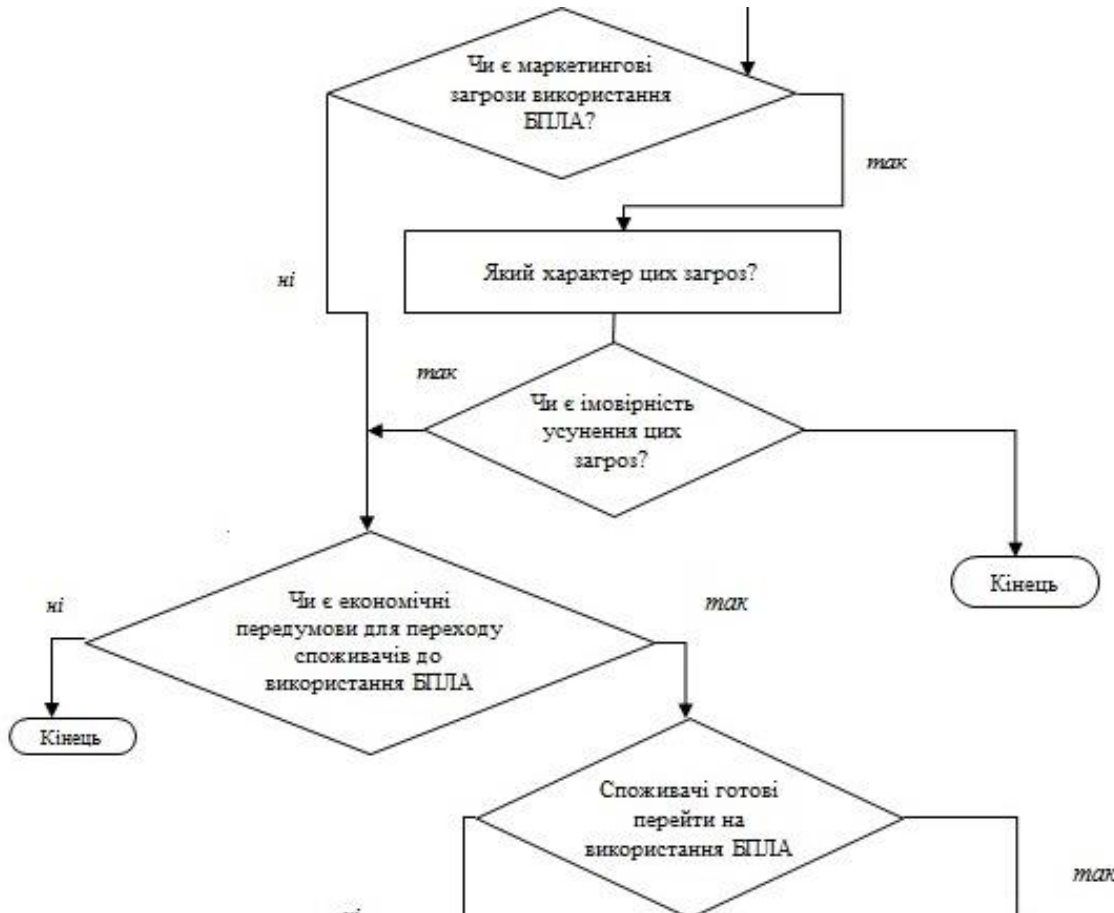 Чи є маркетингові
загрози використання
БПЛА?
так
Який характер цих загроз?
ні
так
Чи є імовірність
усунення цих
загроз?
Кінець
Чи є економічні
передумови для переходу
споживачів до
використання БПЛА
ні
так
Кінець
Споживачі готові
перейти на
використання БПЛА
так